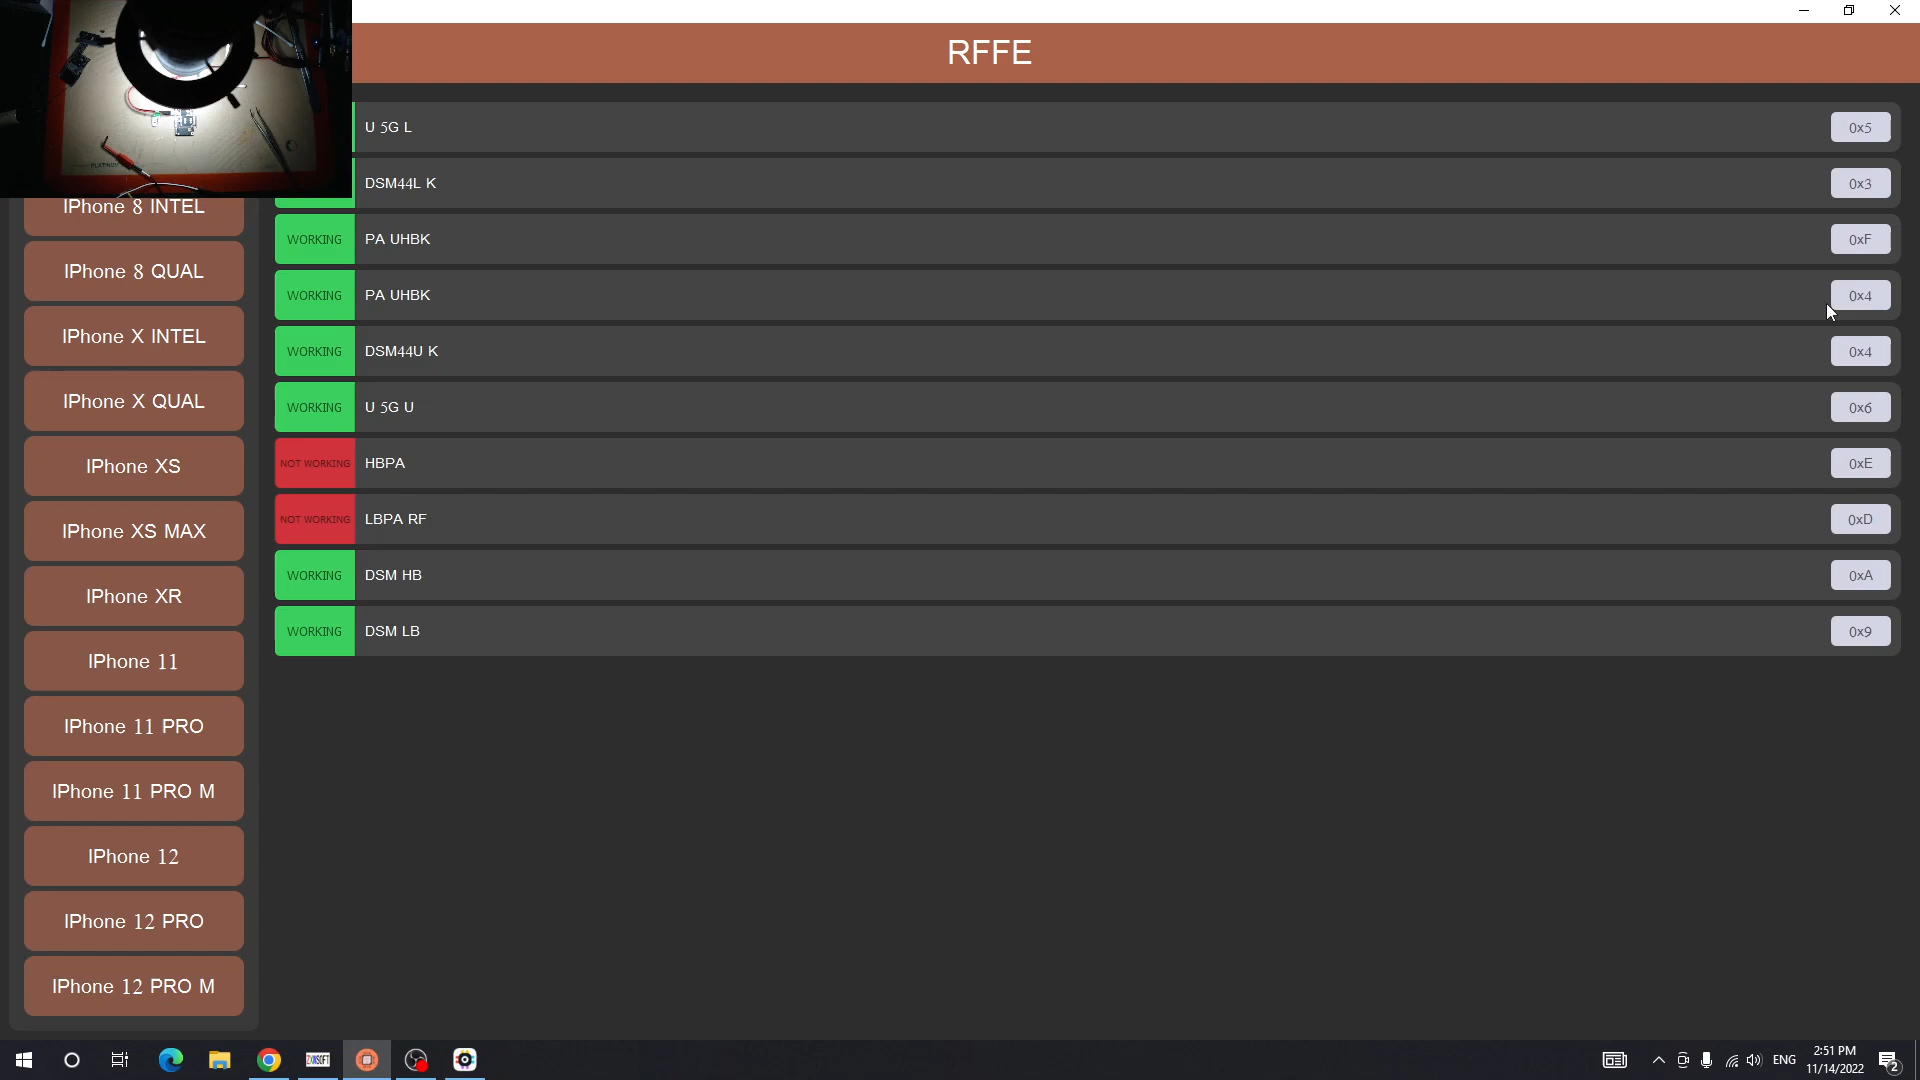 RFFE
U 5G L
0x5
DSM44L K
0x3
IPhone 8 INTEL
WORKING PA UHBK 0xF
IPhone 8 QUAL
WORKING PA UHBK 0x4
IPhone X INTEL
WORKING DSM44U K 0x4
IPhone X QUAL
WORKING U 5G U 0x6
IPhone XS
NOT WORKING HBPA 0xE
IPhone XS MAX
NOT WORKING LBPA RF 0xD
IPhone XR
WORKING DSM HB 0xA
IPhone 11
WORKING DSM LB 0x9
IPhone 11 PRO
IPhone 11 PRO M
IPhone 12
IPhone 12 PRO
IPhone 12 PRO M
ZXWSOFT
ENG
2:51 PM
11/14/2022
2